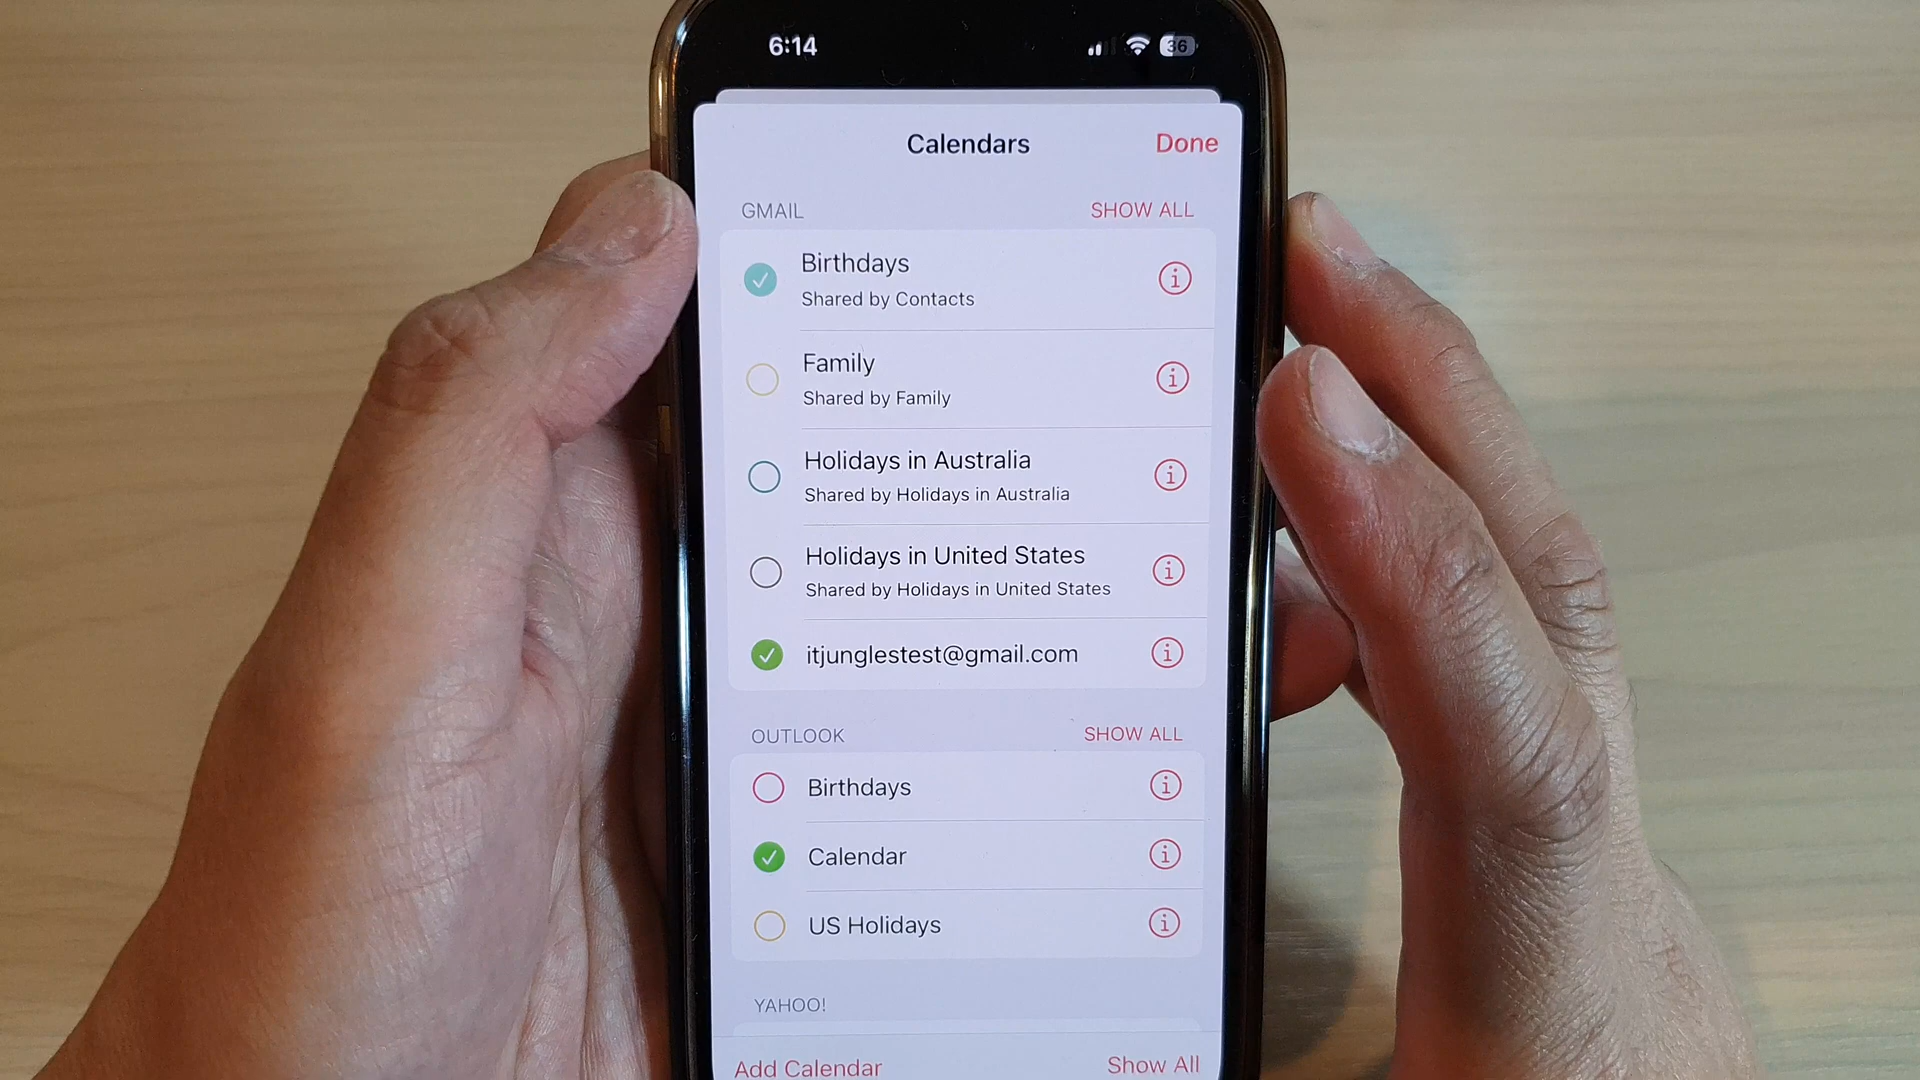 6:14
36
Calendars
Done
GMAIL
SHOW ALL
Birthdays
Shared by Contacts
Family
Shared by Family
Holidays in Australia
Shared by Holidays in Australia
Holidays in United States
Shared by Holidays in United States
itjunglestest@gmail.com
OUTLOOK
SHOW ALL
Birthdays
Calendar
US Holidays
YAHOO!
Add Calendar
Show All